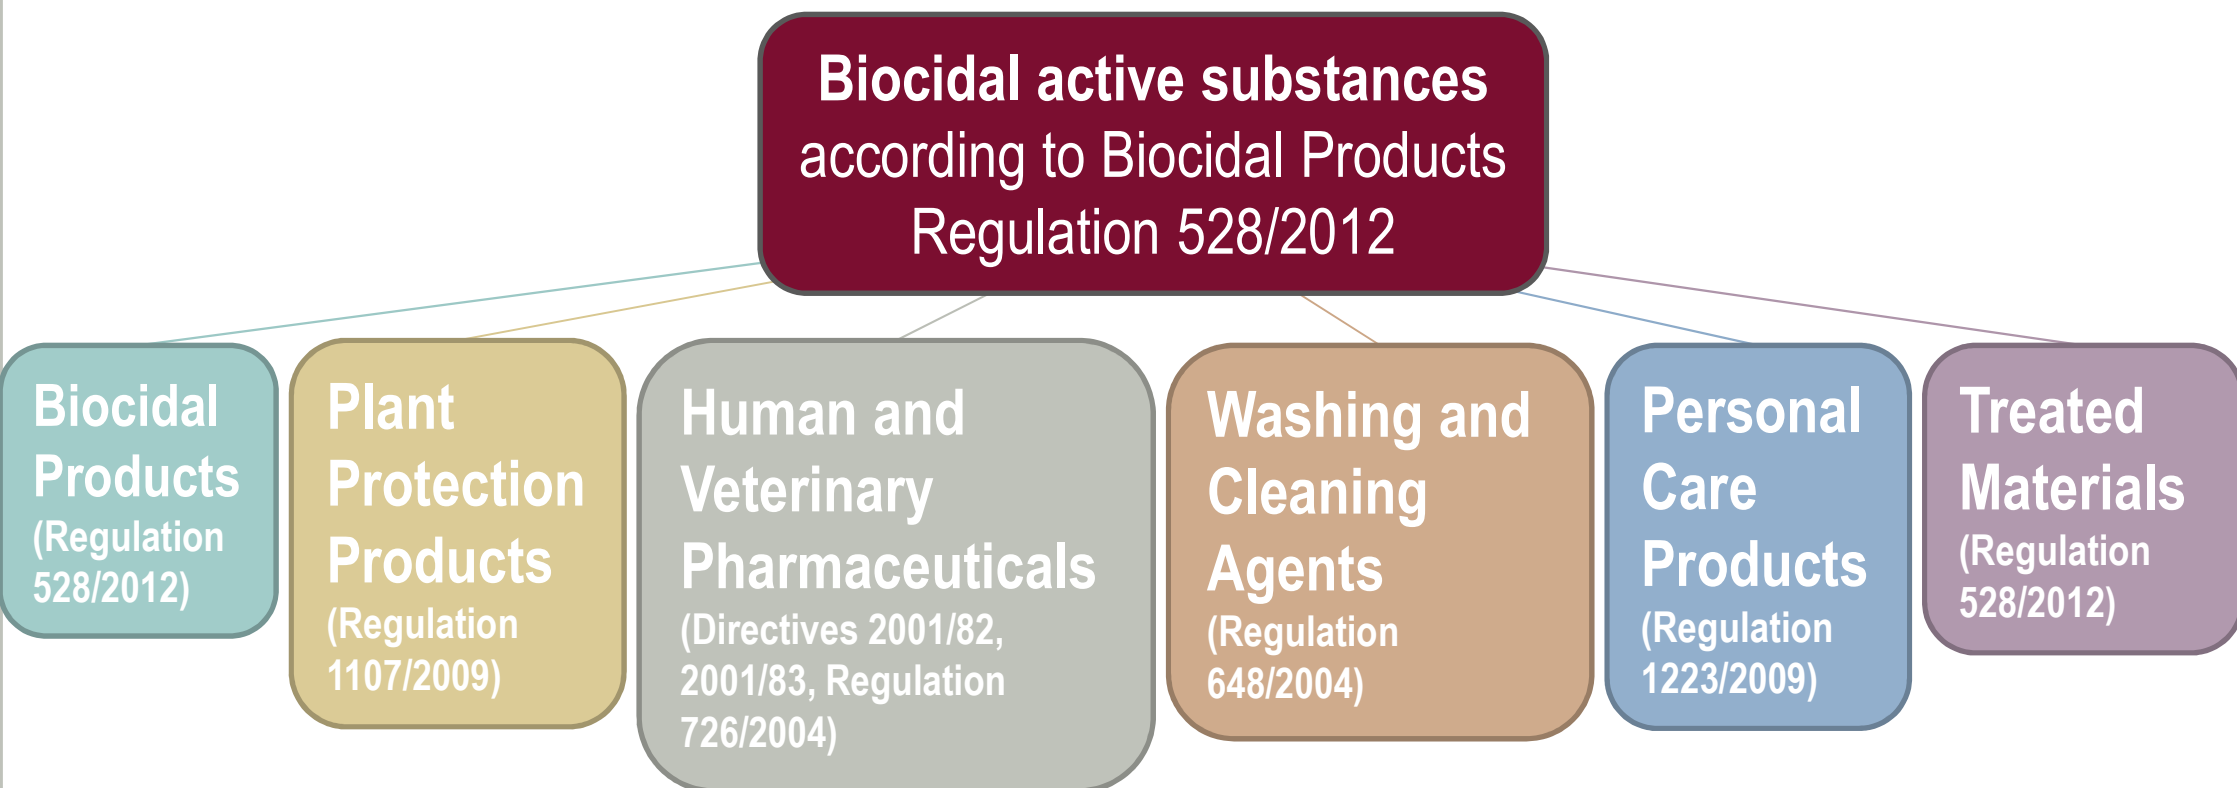 Biocidal active substances
according to Biocidal Products
Regulation 528/2012
Biocidal
Products
(Regulation
528/2012)
Plant
Protection
Products
(Regulation
1107/2009)
Human and
Veterinary
Pharmaceuticals
(Directives 2001/82,
2001/83, Regulation
726/2004)
Washing and
Cleaning
Agents
(Regulation
648/2004)
Personal
Care
Products
(Regulation
1223/2009)
Treated
Materials
(Regulation
528/2012)